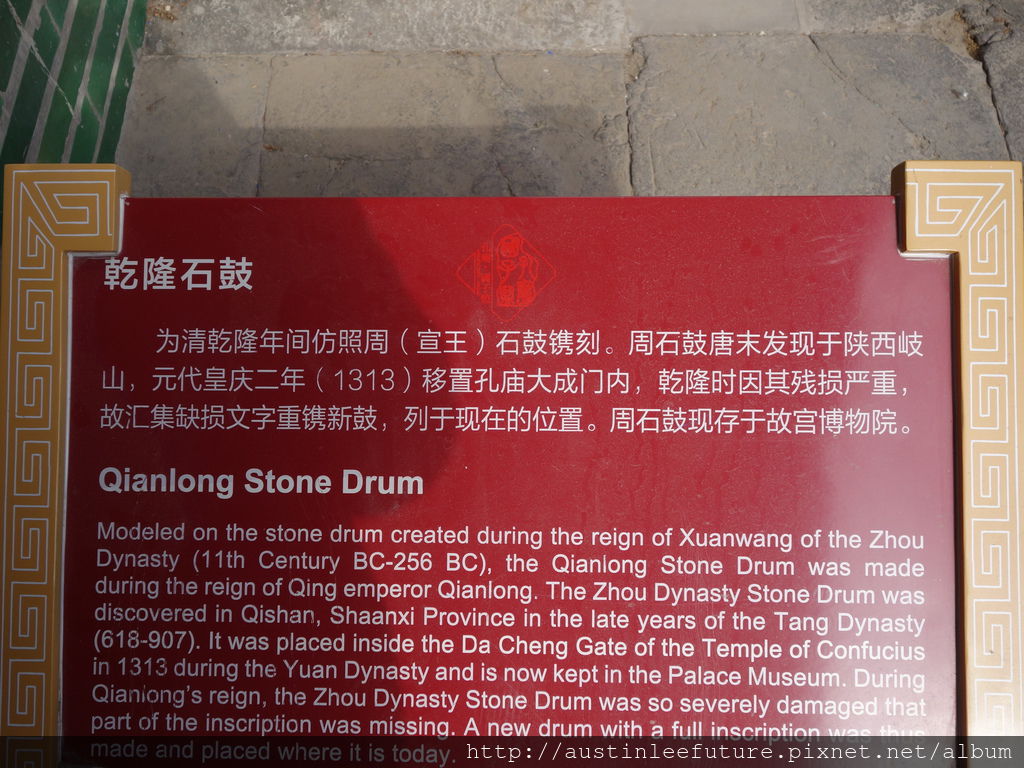 乾隆石鼓
为清乾隆年间仿照周（宣王）石鼓镌刻。周石鼓唐末发现于陕西岐
山，元代皇庆二年（1313）移置孔庙大成门内，乾隆时因其残损严重，
故汇集缺损文字重镌新鼓，列于现在的位置。周石鼓现存于故宫博物院。
Qianlong Stone Drum
Modeled on the stone drum created during the reign of Xuanwang of the Zhou
Dynasty (11th Century BC-256 BC), the Qianlong Stone Drum was made
during the reign of Qing emperor Qianlong. The Zhou Dynasty Stone Drum was
discovered in Qishan, Shaanxi Province in the late years of the Tang Dynasty
(618-907). It was placed inside the Da Cheng Gate of the Temple of Confucius
in 1313 during the Yuan Dynasty and is now kept in the Palace Museum. During
Qianlong's reign, the Zhou Dynasty Stone Drum was so severely damaged that
part of the inscription was missing. A new drum with a full inscription was thus
made and placed where it is today.
http://austinleefuture.pixnet.net/album